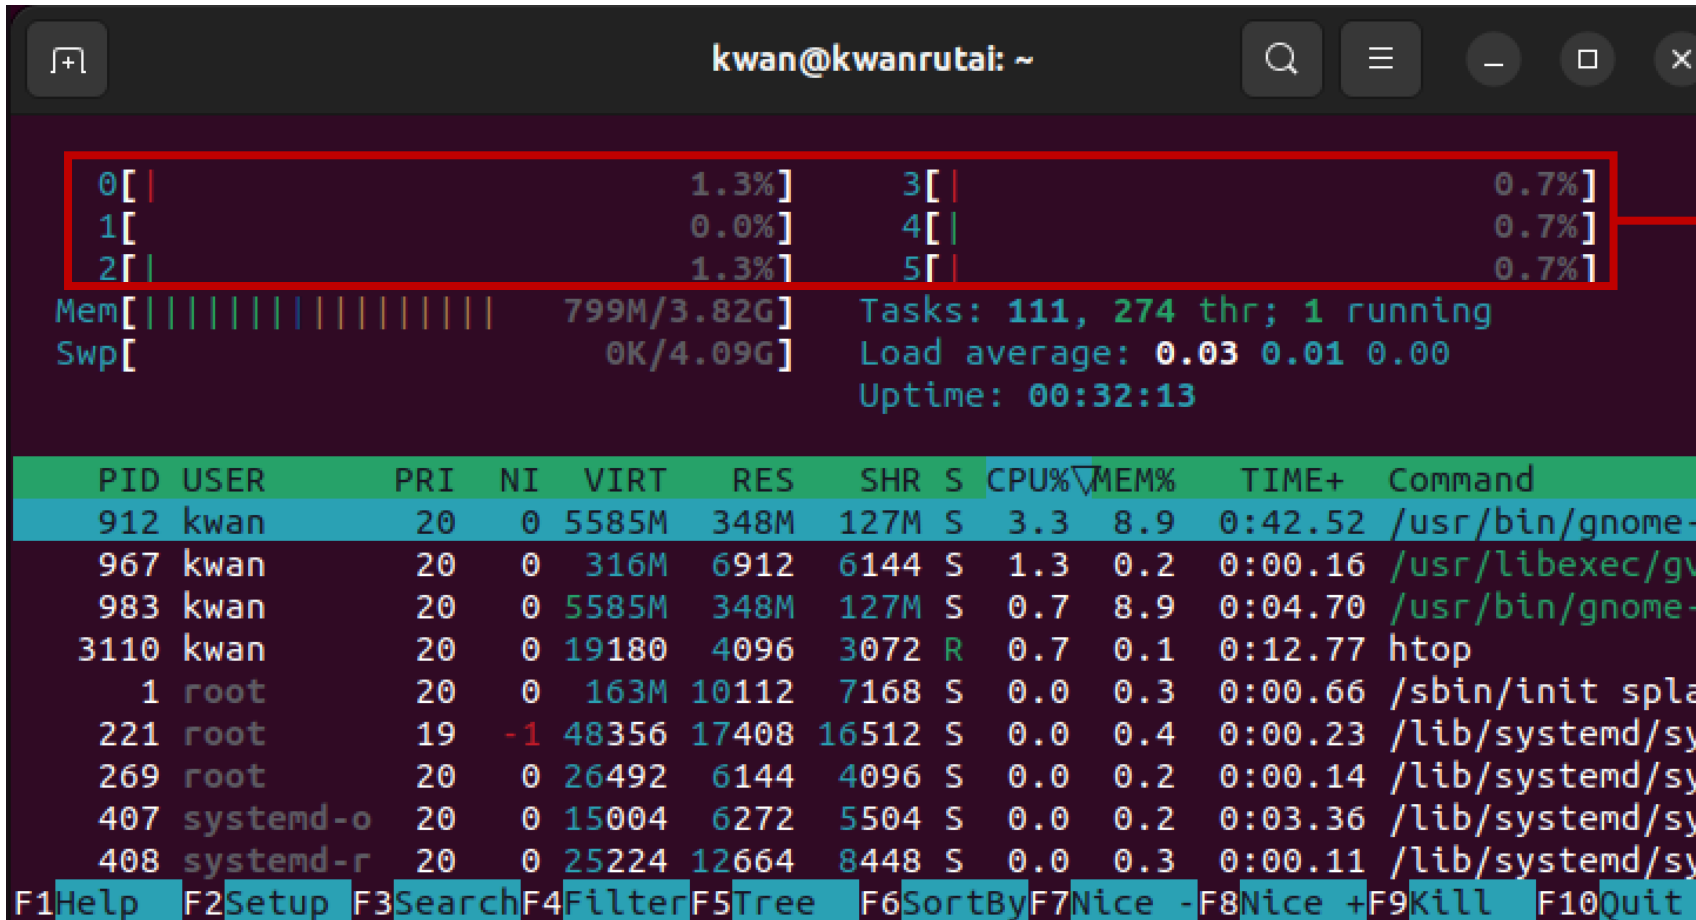 kwan@kwanrutai: ~
0[| 1.3%] 3[| 0.7%]
1[ 0.0%] 4[| 0.7%]
2[| 1.3%] 5[| 0.7%]
Mem[||||||||||||||||| 799M/3.82G] Tasks: 111, 274 thr; 1 running
Swp[ 0K/4.09G] Load average: 0.03 0.01 0.00
Uptime: 00:32:13
PID USER PRI NI VIRT RES SHR S CPU%▽MEM% TIME+ Command
912 kwan 20 0 5585M 348M 127M S 3.3 8.9 0:42.52 /usr/bin/gnome-
967 kwan 20 0 316M 6912 6144 S 1.3 0.2 0:00.16 /usr/libexec/gv
983 kwan 20 0 5585M 348M 127M S 0.7 8.9 0:04.70 /usr/bin/gnome-
3110 kwan 20 0 19180 4096 3072 R 0.7 0.1 0:12.77 htop
1 root 20 0 163M 10112 7168 S 0.0 0.3 0:00.66 /sbin/init spla
221 root 19 -1 48356 17408 16512 S 0.0 0.4 0:00.23 /lib/systemd/sy
269 root 20 0 26492 6144 4096 S 0.0 0.2 0:00.14 /lib/systemd/sy
407 systemd-o 20 0 15004 6272 5504 S 0.0 0.2 0:03.36 /lib/systemd/sy
408 systemd-r 20 0 25224 12664 8448 S 0.0 0.3 0:00.11 /lib/systemd/sy
F1Help F2Setup F3SearchF4FilterF5Tree F6SortByF7Nice -F8Nice +F9Kill F10Quit